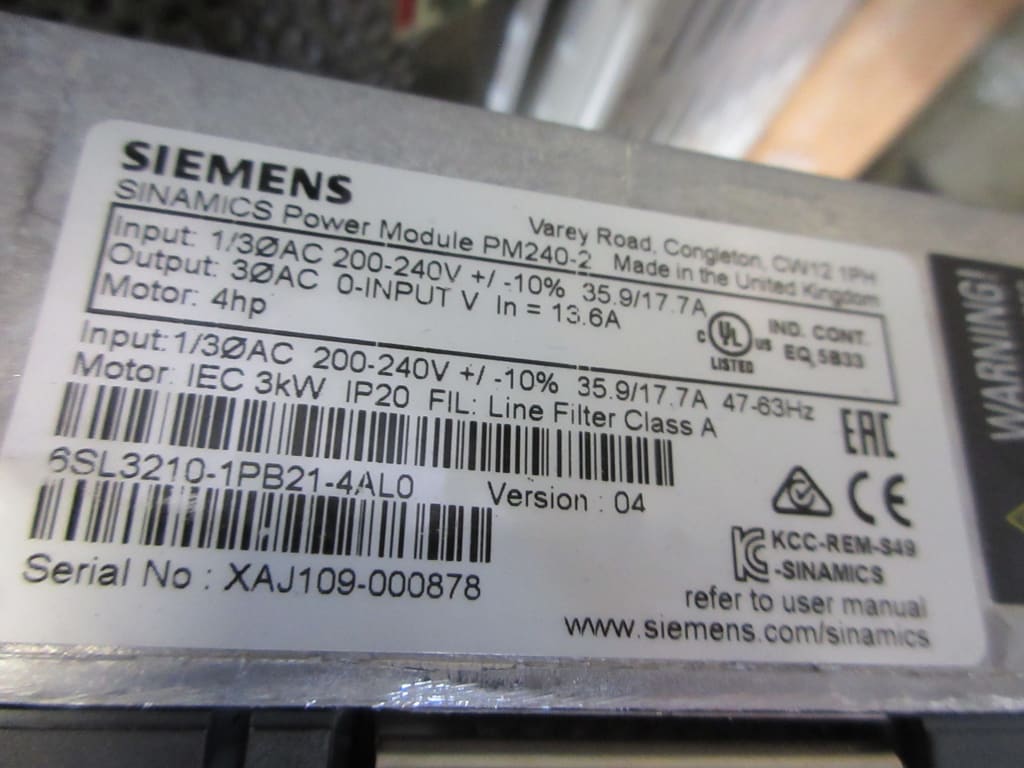 SIEMENS
SINAMICS Power Module PM240-2
Varey Road, Congleton, CW12 1PH
Made in the United Kingdom
Input: 1/3ØAC 200-240V +/ -10% 35.9/17.7A
Output: 3ØAC 0-INPUT V In = 13.6A
Motor: 4hp
c UL us
LISTED
IND. CONT.
EQ 5B33
Input:1/3ØAC 200-240V +/ -10% 35.9/17.7A 47-63Hz
Motor: IEC 3kW IP20 FIL: Line Filter Class A
EAC
6SL3210-1PB21-4AL0 Version : 04
CE
KCC-REM-S49
-SINAMICS
Serial No : XAJ109-000878
refer to user manual
www.siemens.com/sinamics
WARNING!